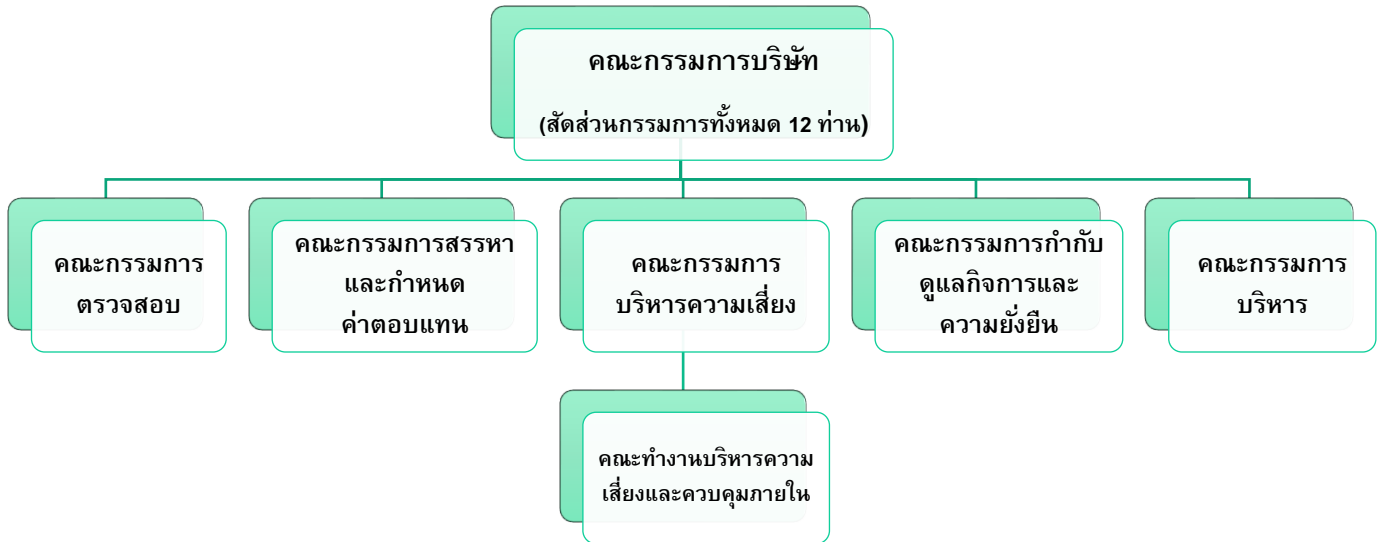 คณะกรรมการบริษัท
(สัดส่วนกรรมการทั้งหมด 12 ท่าน)
คณะกรรมการ
ตรวจสอบ
คณะกรรมการสรรหา
และกำหนด
ค่าตอบแทน
คณะกรรมการ
บริหารความเสี่ยง
คณะกรรมการกำกับ
ดูแลกิจการและ
ความยั่งยืน
คณะกรรมการ
บริหาร
คณะทำงานบริหารความ
เสี่ยงและควบคุมภายใน